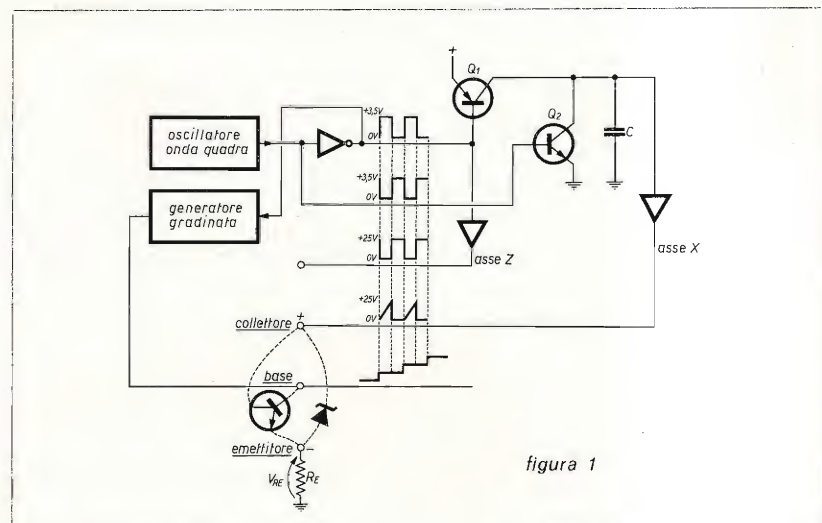 +
Q1
+3,5V
0V
Q2
C
oscillatore
onda quadra
+3,5V
0V
generatore
gradinata
+25V
0V
asse Z
asse X
+25V
0V
+
collettore
base
emettitore
−
VRE
RE
figura 1